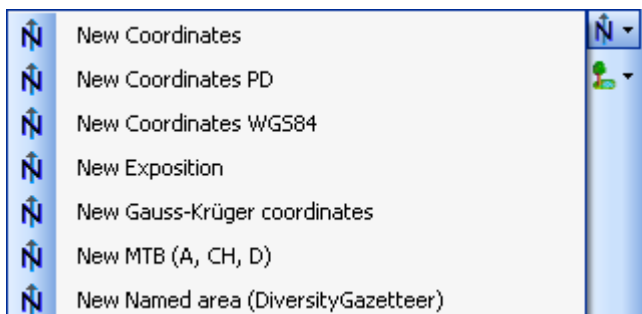 New Coordinates
New Coordinates PD
New Coordinates WGS84
New Exposition
New Gauss-Krüger coordinates
New MTB (A, CH, D)
New Named area (DiversityGazetteer)